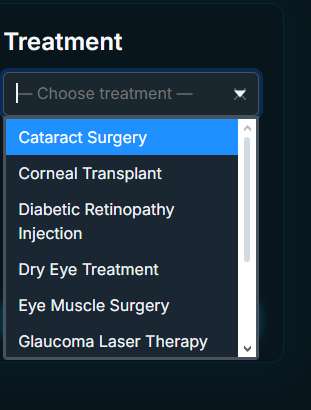 Treatment
— Choose treatment —
Cataract Surgery
Corneal Transplant
Diabetic Retinopathy
Injection
Dry Eye Treatment
Eye Muscle Surgery
Glaucoma Laser Therapy